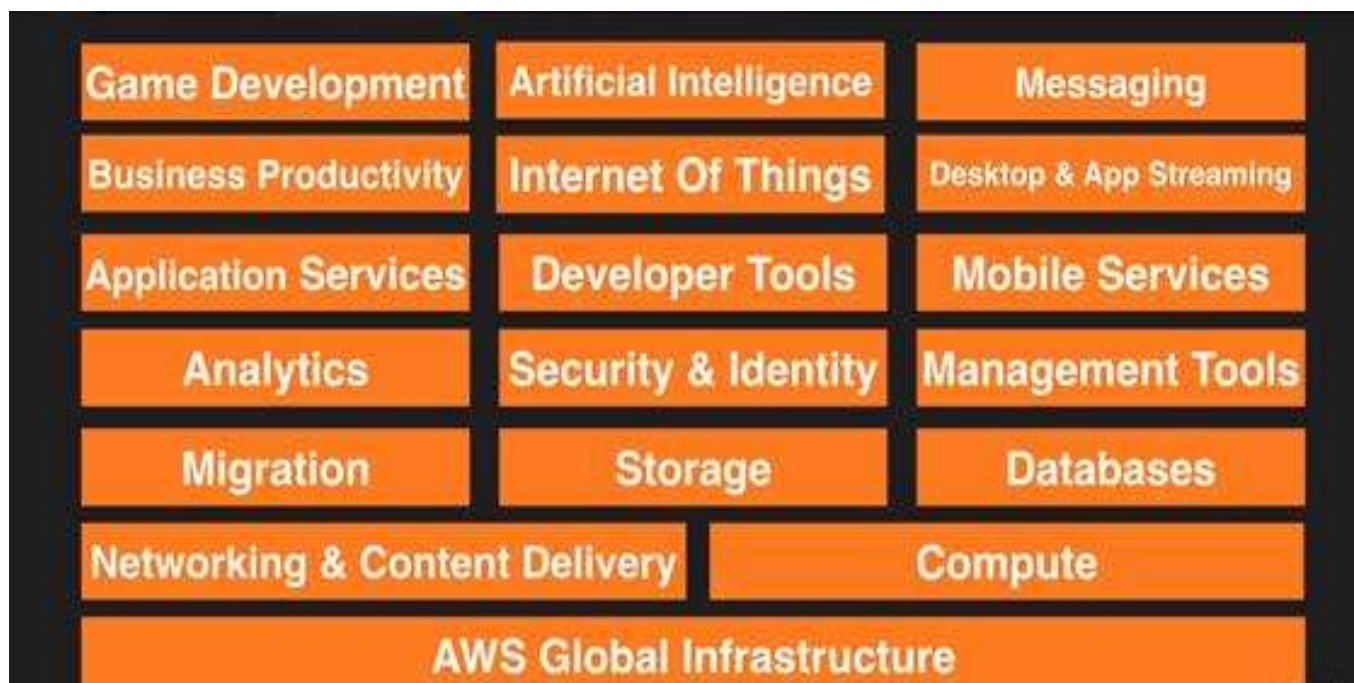 Game Development
Artificial Intelligence
Messaging
Business Productivity
Internet Of Things
Desktop & App Streaming
Application Services
Developer Tools
Mobile Services
Analytics
Security & Identity
Management Tools
Migration
Storage
Databases
Networking & Content Delivery
Compute
AWS Global Infrastructure